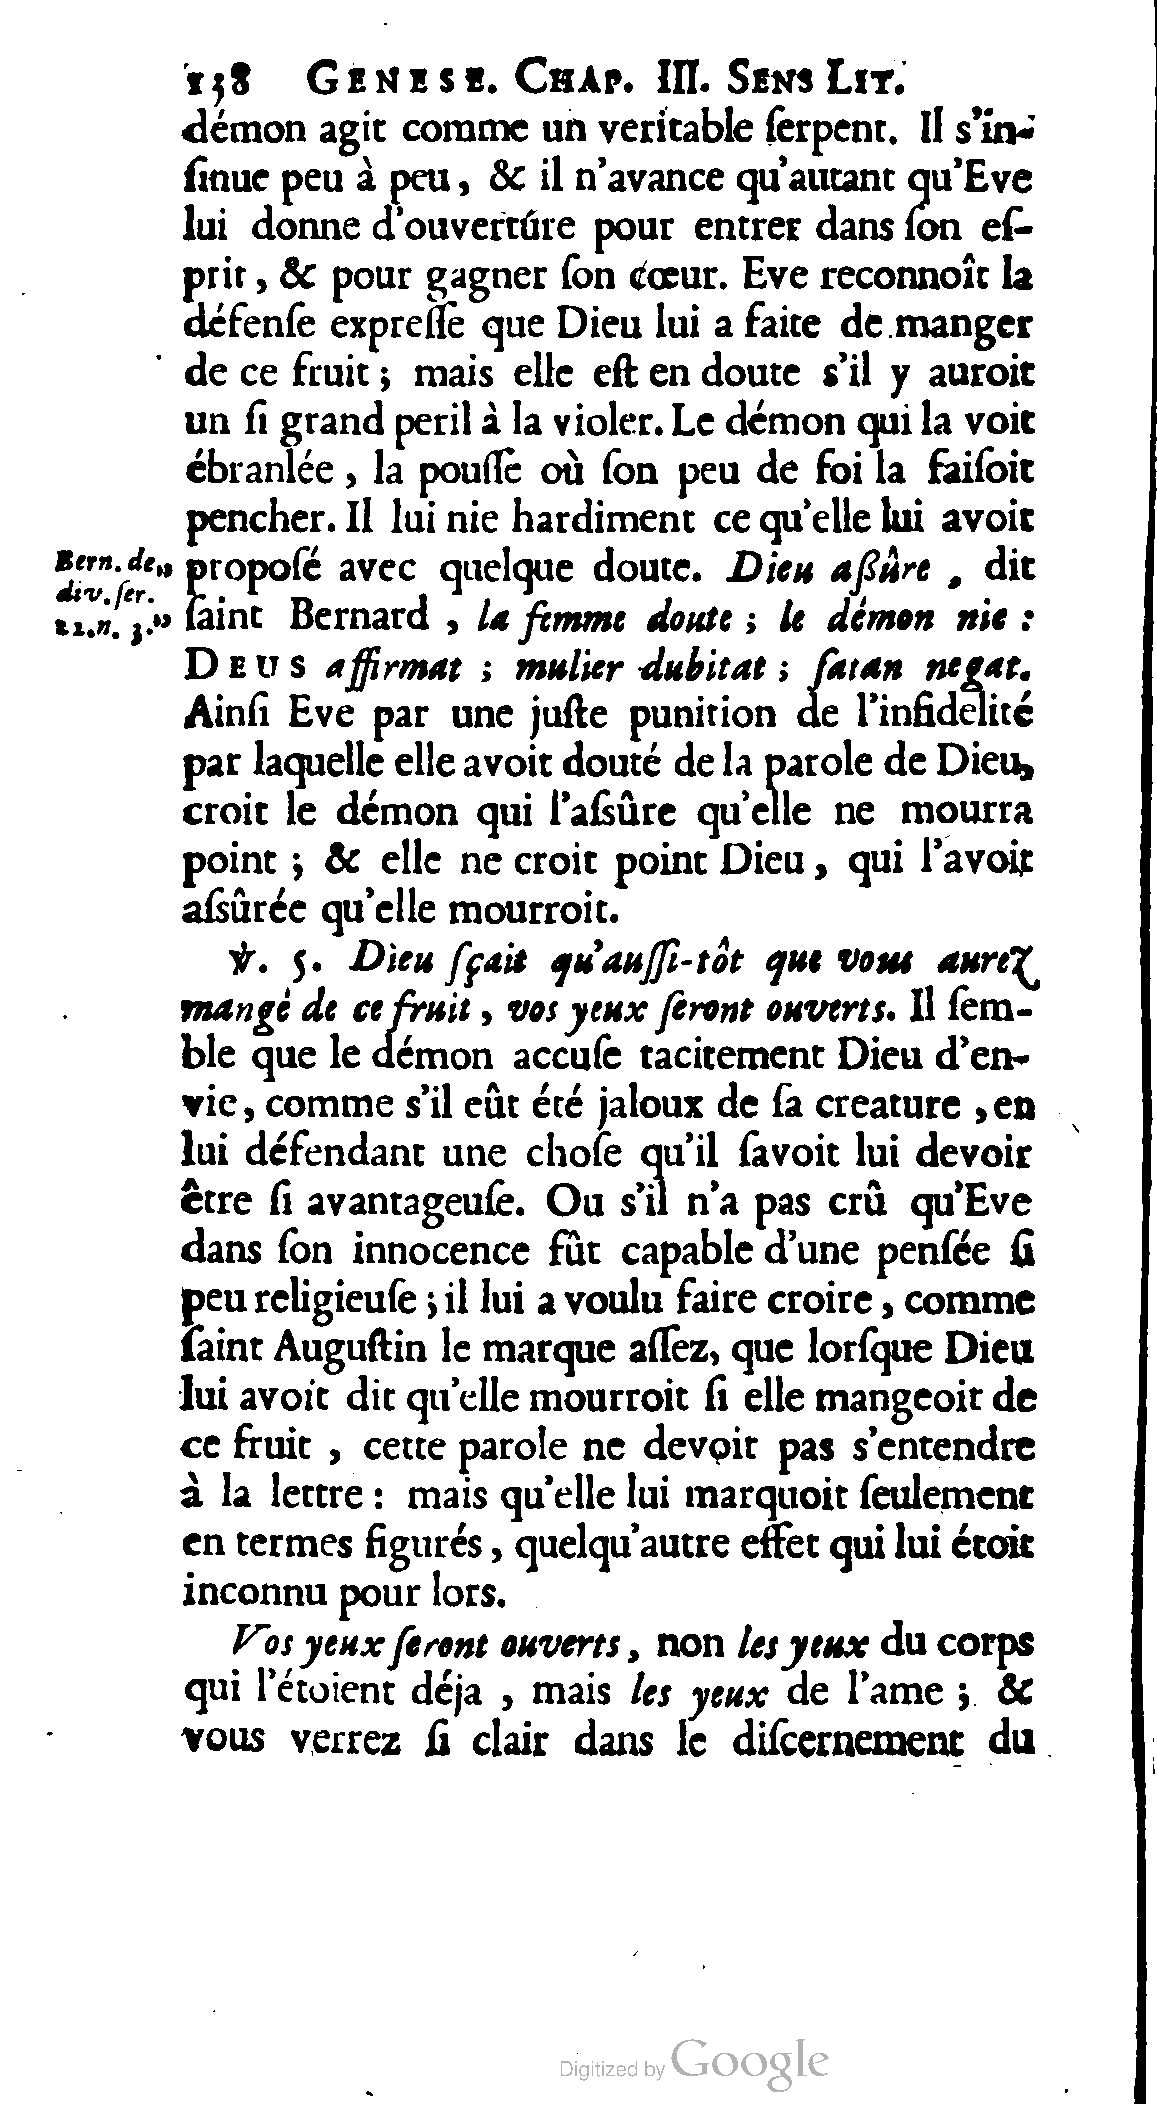 138 GENESE. CHAP. III. SENS LIT.
démon agit comme un veritable ſerpent. Il s'in-
ſinue peu à peu, & il n'avance qu'autant qu'Eve
lui donne d'ouvertûre pour entrer dans ſon eſ-
prit, & pour gagner ſon cœur. Eve reconnoît la
défenſe expreſſe que Dieu lui a faite de manger
de ce fruit; mais elle eſt en doute s'il y auroit
un ſi grand peril à la violer. Le démon qui la voit
ébranlée, la pouſſe où ſon peu de foi la faiſoit
pencher. Il lui nie hardiment ce qu'elle lui avoit
Bern. de,, propoſé avec quelque doute. Dieu aßûre, dit
div. ſer.
22. n. 3." ſaint Bernard, la femme doute; le démon nie:
DEUS affirmat; mulier dubitat; ſatan negat.
Ainſi Eve par une juſte punition de l'infidélité
par laquelle elle avoit douté de la parole de Dieu,
croit le démon qui l'aſsûre qu'elle ne mourra
point; & elle ne croit point Dieu, qui l'avoit
aſsûrée qu'elle mourroit.
℣. 5. Dieu ſçait qu'auſſi-tôt que vous aurez
mangé de ce fruit, vos yeux ſeront ouverts. Il ſem-
ble que le démon accuſe tacitement Dieu d'en-
vie, comme s'il eût été jaloux de ſa creature, en
lui défendant une choſe qu'il ſavoit lui devoir
être ſi avantageuſe. Ou s'il n'a pas crû qu'Eve
dans ſon innocence fût capable d'une penſée ſi
peu religieuſe; il lui a voulu faire croire, comme
ſaint Auguſtin le marque aſſez, que lorſque Dieu
lui avoit dit qu'elle mourroit ſi elle mangeoit de
ce fruit, cette parole ne devoit pas s'entendre
à la lettre: mais qu'elle lui marquoit ſeulement
en termes figurés, quelqu'autre effet qui lui étoit
inconnu pour lors.
Vos yeux ſeront ouverts, non les yeux du corps
qui l'étoient déja, mais les yeux de l'ame; &
vous verrez ſi clair dans le diſcernement du
Digitized by Google